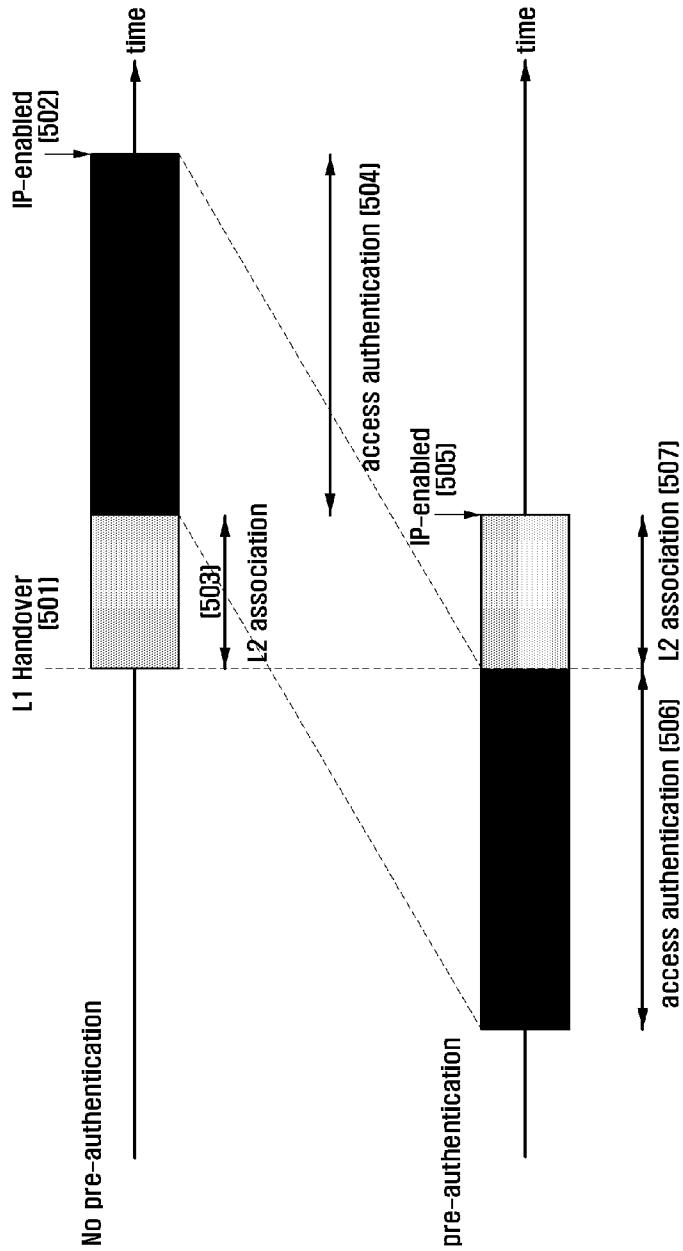 No pre-authentication
L1 Handover
[501]
IP-enabled
[502]
time
[503]
L2 association
access authentication [504]
pre-authentication
IP-enabled
[505]
time
access authentication [506]
L2 association [507]